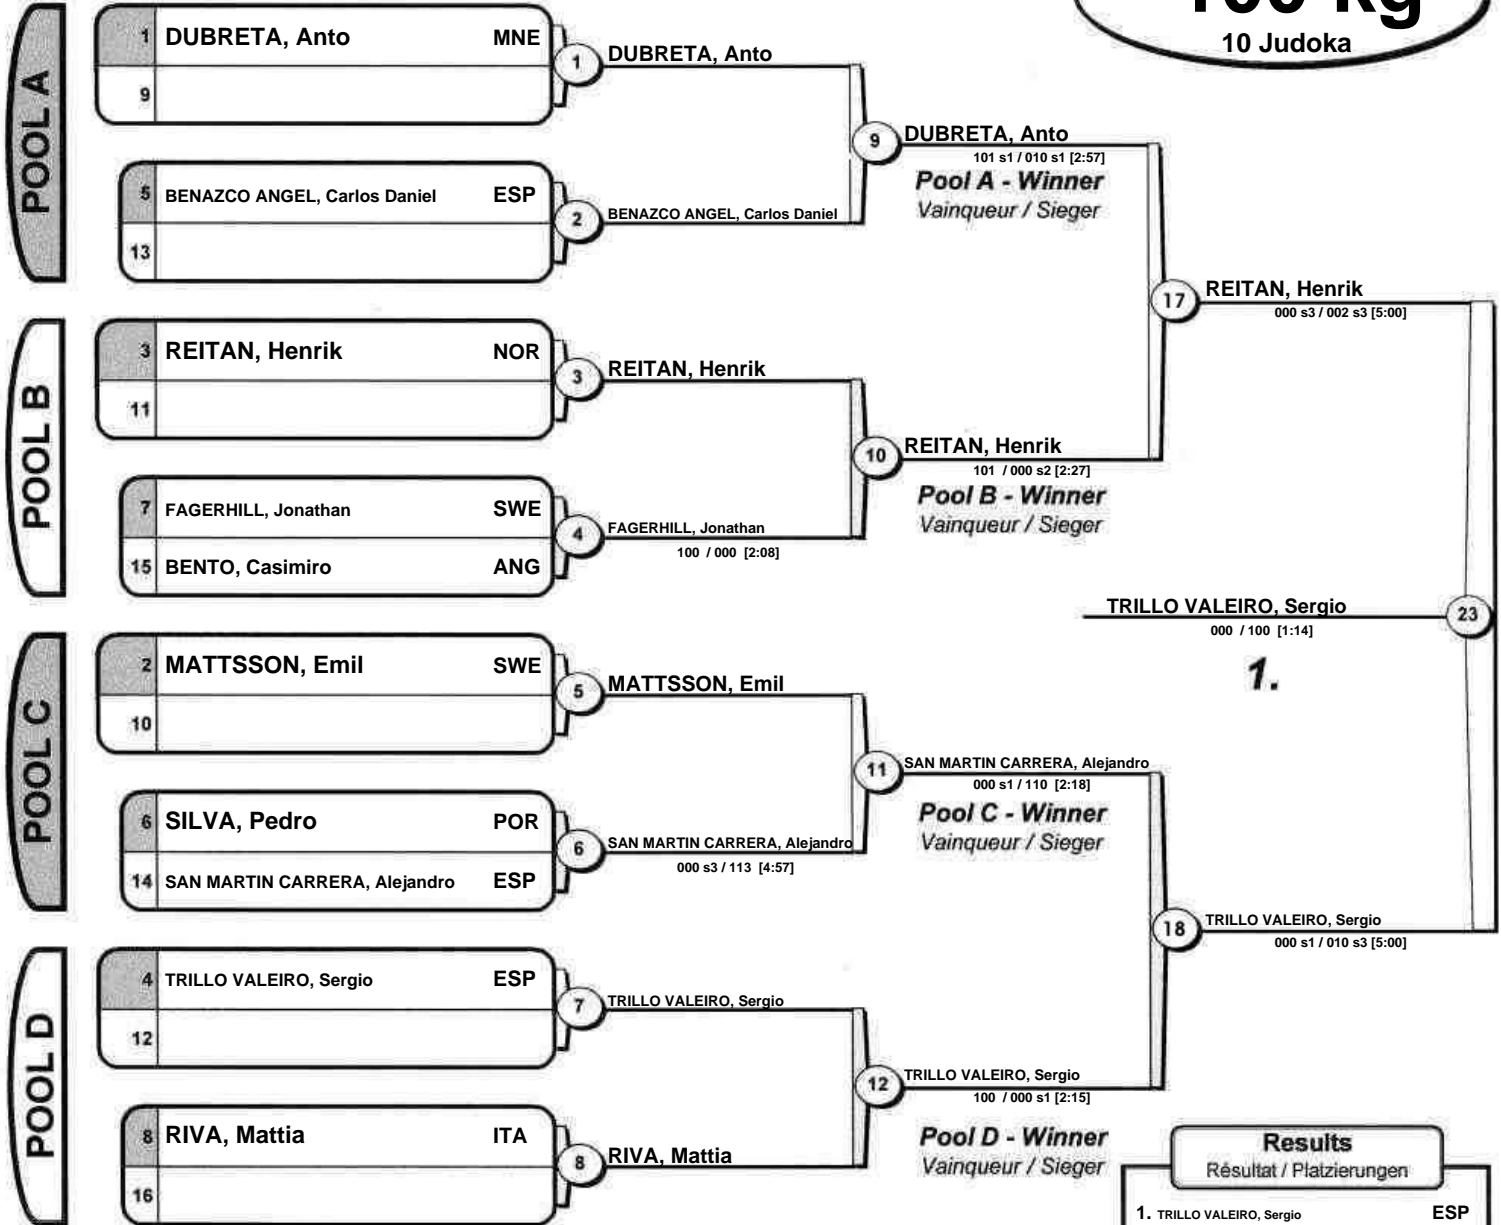 100 kg
10 Judoka
POOL A
1 DUBRETA, Anto MNE
9
1 DUBRETA, Anto
5 BENAZCO ANGEL, Carlos Daniel ESP
13
2 BENAZCO ANGEL, Carlos Daniel
9 DUBRETA, Anto
101 s1 / 010 s1 [2:57]
Pool A - Winner
Vainqueur / Sieger
POOL B
3 REITAN, Henrik NOR
11
3 REITAN, Henrik
7 FAGERHILL, Jonathan SWE
15 BENTO, Casimiro ANG
4 FAGERHILL, Jonathan
100 / 000 [2:08]
10 REITAN, Henrik
101 / 000 s2 [2:27]
Pool B - Winner
Vainqueur / Sieger
17 REITAN, Henrik
000 s3 / 002 s3 [5:00]
TRILLO VALEIRO, Sergio 23
000 / 100 [1:14]
1.
POOL C
2 MATTSSON, Emil SWE
10
5 MATTSSON, Emil
6 SILVA, Pedro POR
14 SAN MARTIN CARRERA, Alejandro ESP
6 SAN MARTIN CARRERA, Alejandro
000 s3 / 113 [4:57]
11 SAN MARTIN CARRERA, Alejandro
000 s1 / 110 [2:18]
Pool C - Winner
Vainqueur / Sieger
18 TRILLO VALEIRO, Sergio
000 s1 / 010 s3 [5:00]
POOL D
4 TRILLO VALEIRO, Sergio ESP
12
7 TRILLO VALEIRO, Sergio
8 RIVA, Mattia ITA
16
8 RIVA, Mattia
12 TRILLO VALEIRO, Sergio
100 / 000 s1 [2:15]
Pool D - Winner
Vainqueur / Sieger
Results
Résultat / Platzierungen
1. TRILLO VALEIRO, Sergio ESP